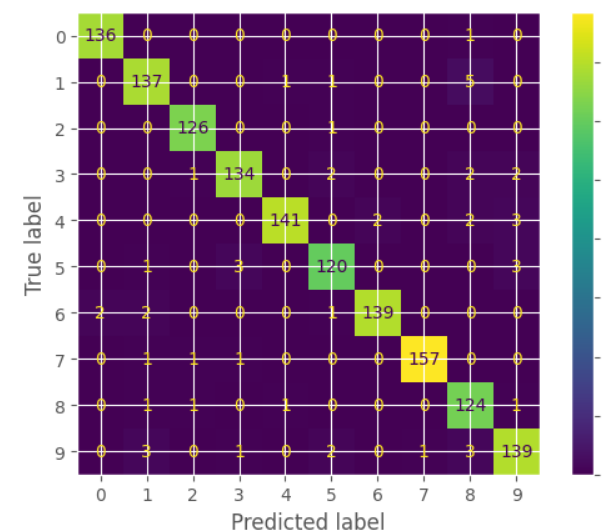 0 136 0 0 0 0 0 0 0 1 0
1 0 137 0 0 1 1 0 0 5 0
2 0 0 126 0 0 1 0 0 0 0
3 0 0 1 134 0 2 0 0 2 2
4 0 0 0 0 141 0 2 0 2 3
5 0 1 0 3 0 120 0 0 0 3
6 2 2 0 0 0 1 139 0 0 0
7 0 1 1 1 0 0 0 157 0 0
8 0 1 1 0 1 0 0 0 124 1
9 0 3 0 1 0 2 0 1 3 139
True label
0 1 2 3 4 5 6 7 8 9
Predicted label